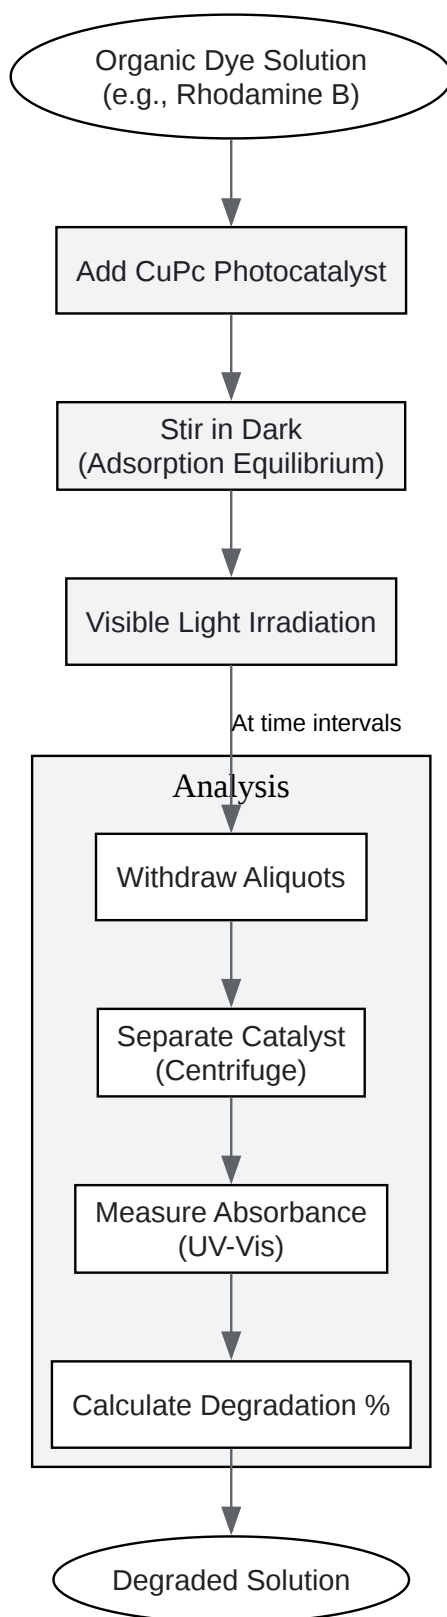 Organic Dye Solution
(e.g., Rhodamine B)
Add CuPc Photocatalyst
Stir in Dark
(Adsorption Equilibrium)
Visible Light Irradiation
At time intervals
Analysis
Withdraw Aliquots
Separate Catalyst
(Centrifuge)
Measure Absorbance
(UV-Vis)
Calculate Degradation %
Degraded Solution